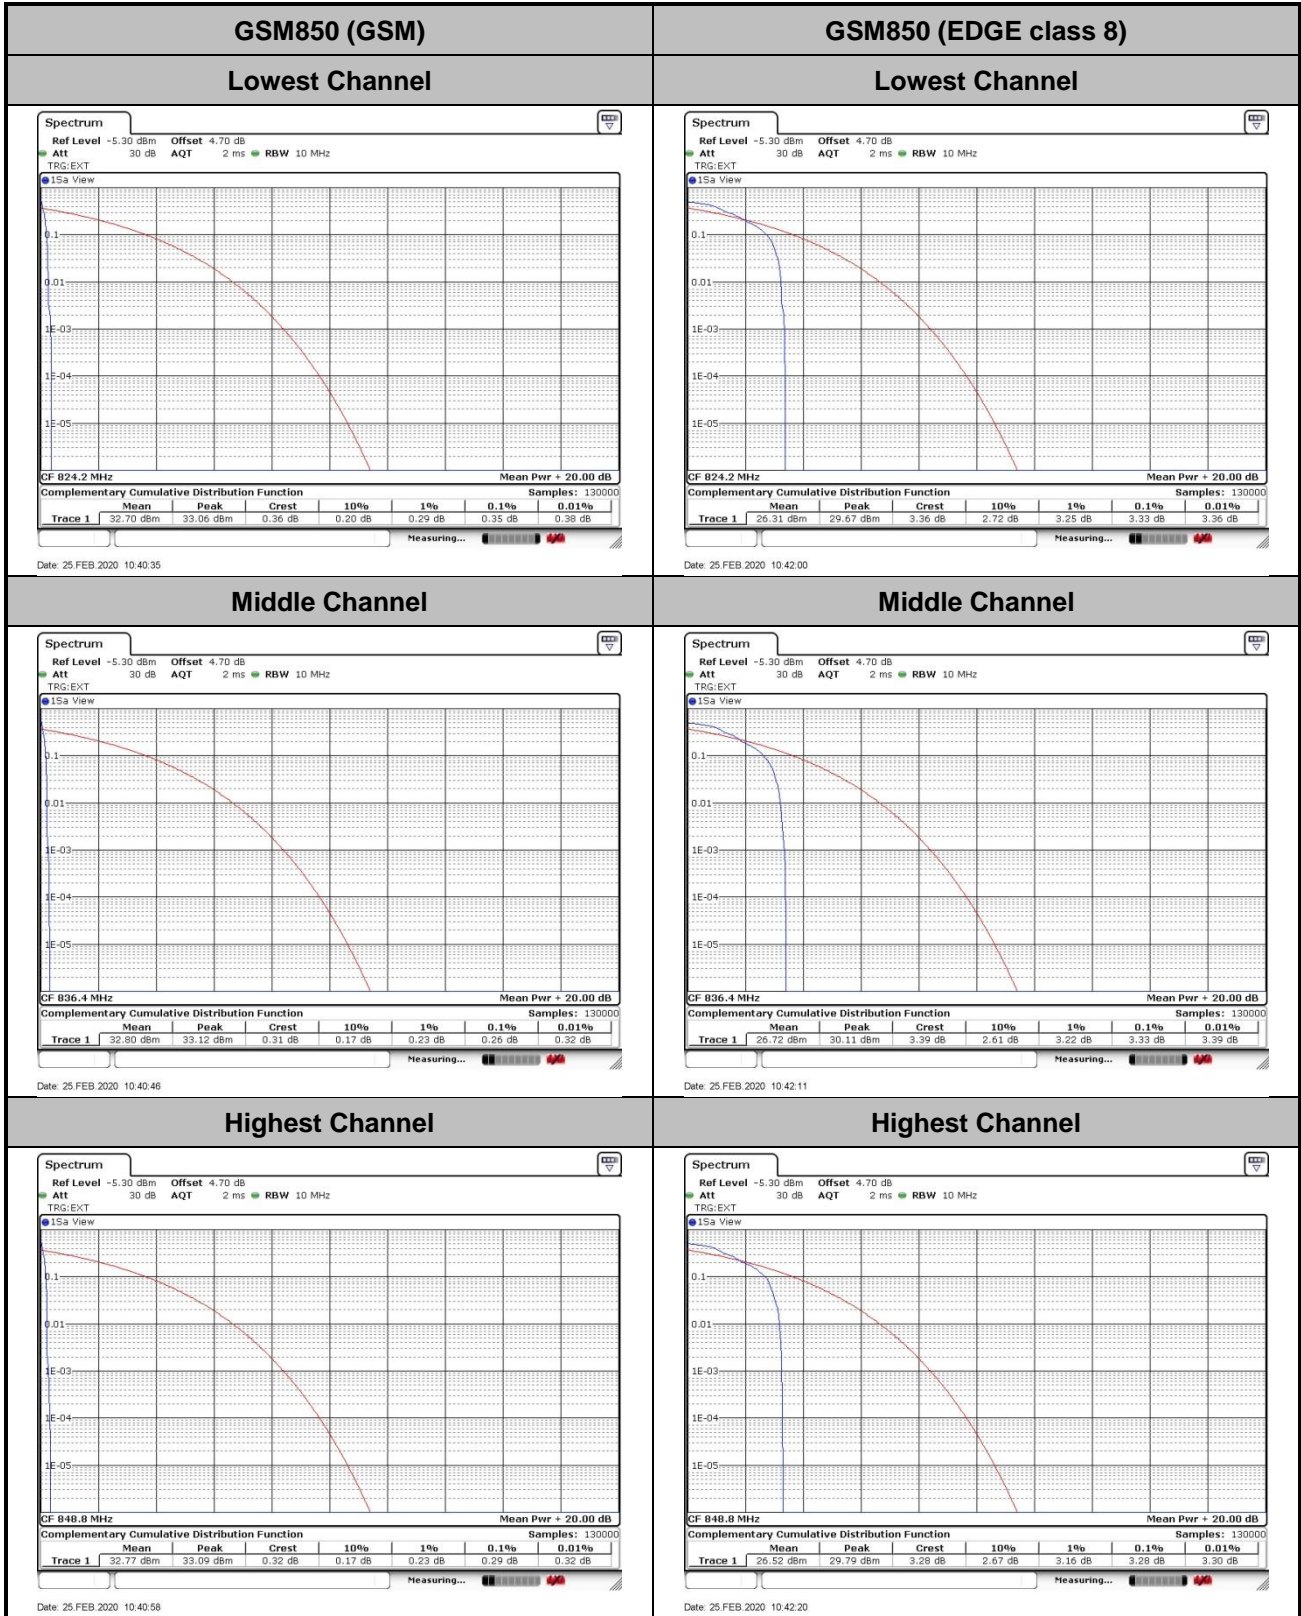 GSM850 (GSM) GSM850 (EDGE class 8)
Lowest Channel Lowest Channel
Spectrum
Ref Level -5.30 dBm Offset 4.70 dB
Att 30 dB AQT 2 ms RBW 10 MHz
TRG:EXT
1Sa View
0.1
0.01
1E-03
1E-04
1E-05
CF 824.2 MHz Mean Pwr + 20.00 dB
Complementary Cumulative Distribution Function Samples: 130000
Mean Peak Crest 10% 1% 0.1% 0.01%
Trace 1 32.70 dBm 33.06 dBm 0.36 dB 0.20 dB 0.29 dB 0.35 dB 0.38 dB
Measuring...
Date: 25.FEB.2020 10:40:35
Spectrum
Ref Level -5.30 dBm Offset 4.70 dB
Att 30 dB AQT 2 ms RBW 10 MHz
TRG:EXT
1Sa View
0.1
0.01
1E-03
1E-04
1E-05
CF 824.2 MHz Mean Pwr + 20.00 dB
Complementary Cumulative Distribution Function Samples: 130000
Mean Peak Crest 10% 1% 0.1% 0.01%
Trace 1 26.31 dBm 29.67 dBm 3.36 dB 2.72 dB 3.25 dB 3.33 dB 3.36 dB
Measuring...
Date: 25.FEB.2020 10:42:00
Middle Channel Middle Channel
Spectrum
Ref Level -5.30 dBm Offset 4.70 dB
Att 30 dB AQT 2 ms RBW 10 MHz
TRG:EXT
1Sa View
0.1
0.01
1E-03
1E-04
1E-05
CF 836.4 MHz Mean Pwr + 20.00 dB
Complementary Cumulative Distribution Function Samples: 130000
Mean Peak Crest 10% 1% 0.1% 0.01%
Trace 1 32.80 dBm 33.12 dBm 0.31 dB 0.17 dB 0.23 dB 0.26 dB 0.32 dB
Measuring...
Date: 25.FEB.2020 10:40:46
Spectrum
Ref Level -5.30 dBm Offset 4.70 dB
Att 30 dB AQT 2 ms RBW 10 MHz
TRG:EXT
1Sa View
0.1
0.01
1E-03
1E-04
1E-05
CF 836.4 MHz Mean Pwr + 20.00 dB
Complementary Cumulative Distribution Function Samples: 130000
Mean Peak Crest 10% 1% 0.1% 0.01%
Trace 1 26.72 dBm 30.11 dBm 3.39 dB 2.61 dB 3.22 dB 3.33 dB 3.39 dB
Measuring...
Date: 25.FEB.2020 10:42:11
Highest Channel Highest Channel
Spectrum
Ref Level -5.30 dBm Offset 4.70 dB
Att 30 dB AQT 2 ms RBW 10 MHz
TRG:EXT
1Sa View
0.1
0.01
1E-03
1E-04
1E-05
CF 848.8 MHz Mean Pwr + 20.00 dB
Complementary Cumulative Distribution Function Samples: 130000
Mean Peak Crest 10% 1% 0.1% 0.01%
Trace 1 32.77 dBm 33.09 dBm 0.32 dB 0.17 dB 0.23 dB 0.29 dB 0.32 dB
Measuring...
Date: 25.FEB.2020 10:40:58
Spectrum
Ref Level -5.30 dBm Offset 4.70 dB
Att 30 dB AQT 2 ms RBW 10 MHz
TRG:EXT
1Sa View
0.1
0.01
1E-03
1E-04
1E-05
CF 848.8 MHz Mean Pwr + 20.00 dB
Complementary Cumulative Distribution Function Samples: 130000
Mean Peak Crest 10% 1% 0.1% 0.01%
Trace 1 26.52 dBm 29.79 dBm 3.28 dB 2.67 dB 3.16 dB 3.28 dB 3.30 dB
Measuring...
Date: 25.FEB.2020 10:42:20